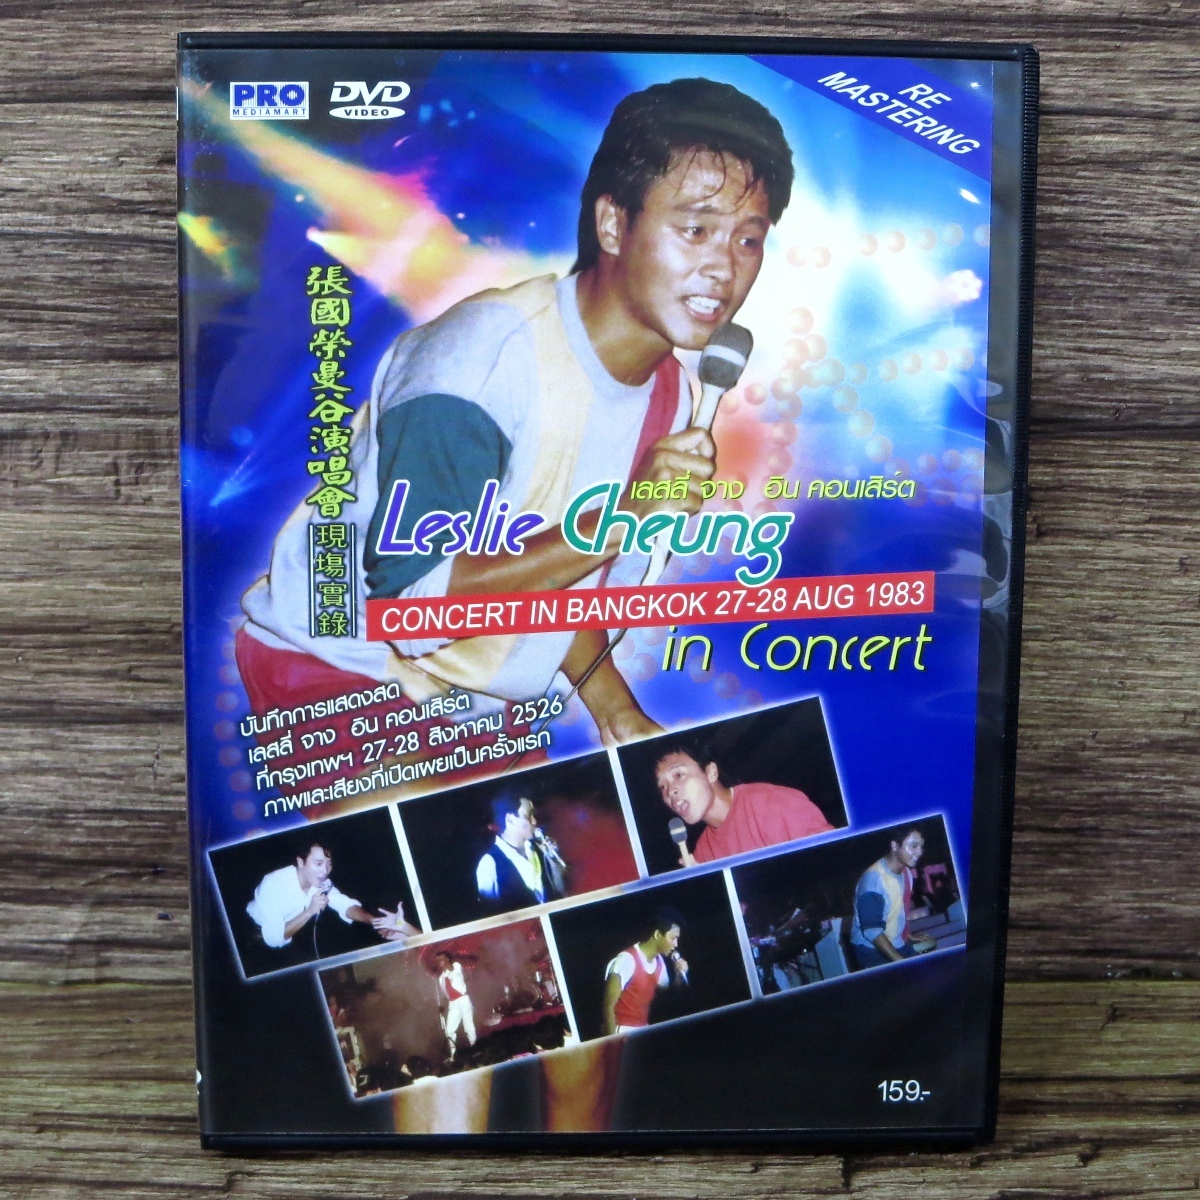 PRO
MEDIAMART
DVD
VIDEO
RE
MASTERING
張國榮曼谷演唱會
現場實錄
เลสลี่ จาง อิน คอนเสิร์ต
Leslie Cheung
CONCERT IN BANGKOK 27-28 AUG 1983
in Concert
บันทึกการแสดงสด
เลสลี่ จาง อิน คอนเสิร์ต
ที่กรุงเทพฯ 27-28 สิงหาคม 2526
ภาพและเสียงที่เปิดเผยเป็นครั้งแรก
159.-